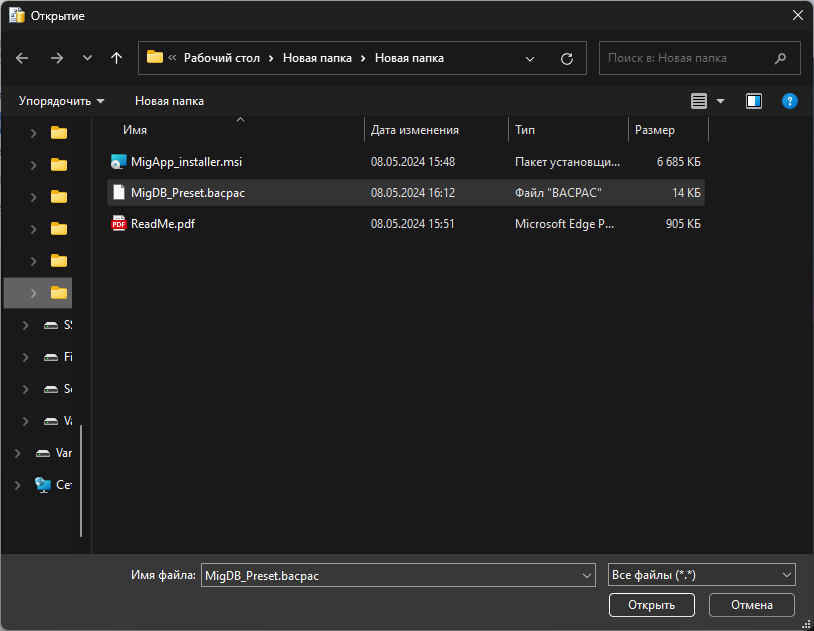 Открытие
« Рабочий стол › Новая папка › Новая папка
Поиск в: Новая папка
Упорядочить
Новая папка
?
Имя
Дата изменения
Тип
Размер
MigApp_installer.msi 08.05.2024 15:48 Пакет установщи... 6 685 КБ
MigDB_Preset.bacpac 08.05.2024 16:12 Файл "BACPAC" 14 КБ
PDF
ReadMe.pdf 08.05.2024 15:51 Microsoft Edge P... 905 КБ
SS
Fi
Se
Va
Var
Се
Имя файла: MigDB_Preset.bacpac
Все файлы (*.*)
Открыть
Отмена